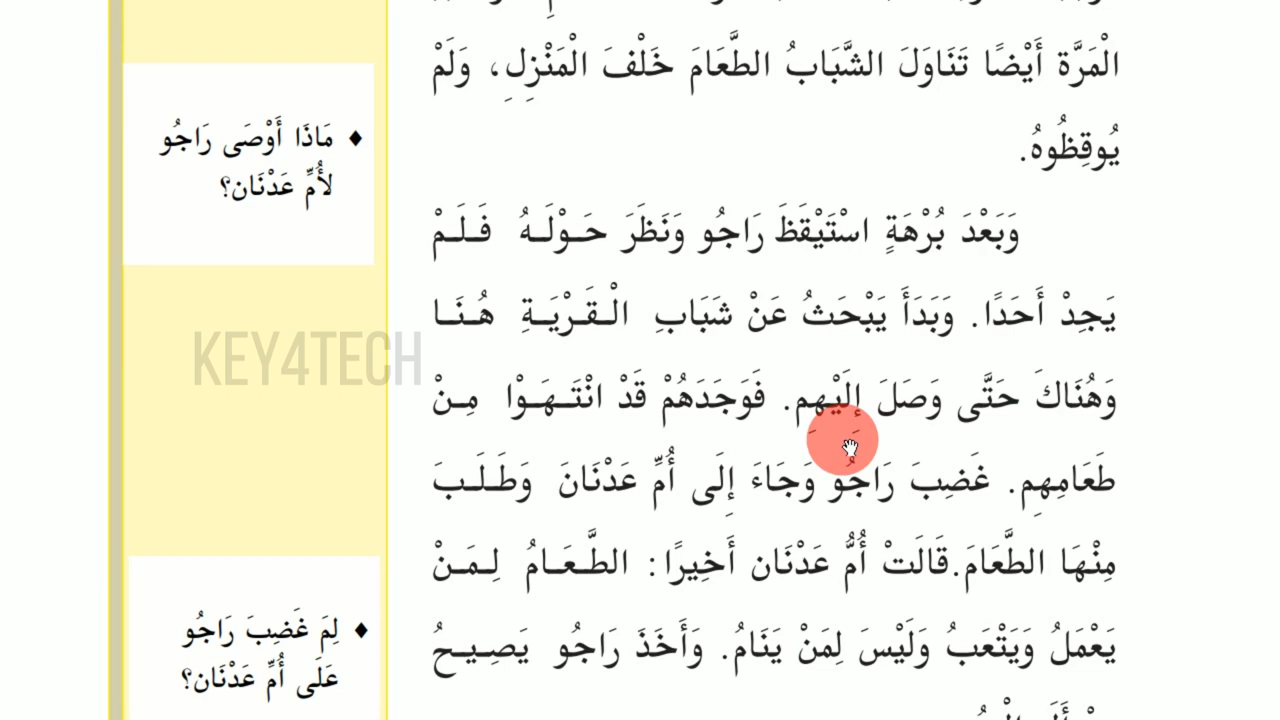 الْمَرَّة أَيْضًا تَنَاوَلَ الشَّبَابُ الطَّعَامَ خَلْفَ الْمَنْزِلِ، وَلَمْ
يُوقِظُوهُ.
وَبَعْدَ بُرْهَةٍ اسْتَيْقَظَ رَاجُو وَنَظَرَ حَوْلَهُ فَلَمْ
يَجِدْ أَحَدًا. وَبَدَأَ يَبْحَثُ عَنْ شَبَابِ الْقَرْيَةِ هُنَا
وَهُنَاكَ حَتَّى وَصَلَ إِلَيْهِم. فَوَجَدَهُمْ قَدْ انْتَهَوْا مِنْ
طَعَامِهِم. غَضِبَ رَاجُو وَجَاءَ إِلَى أُمِّ عَدْنَانَ وَطَلَبَ
مِنْهَا الطَّعَامَ.قَالَتْ أُمُّ عَدْنَان أَخِيرًا: الطَّعَامُ لِمَنْ
يَعْمَلُ وَيَتْعَبُ وَلَيْسَ لِمَنْ يَنَامُ. وَأَخَذَ رَاجُو يَصِيحُ
♦ مَاذَا أَوْصَى رَاجُو
لأُمِّ عَدْنَان؟
♦ لِمَ غَضِبَ رَاجُو
عَلَى أُمِّ عَدْنَان؟
KEY4TECH